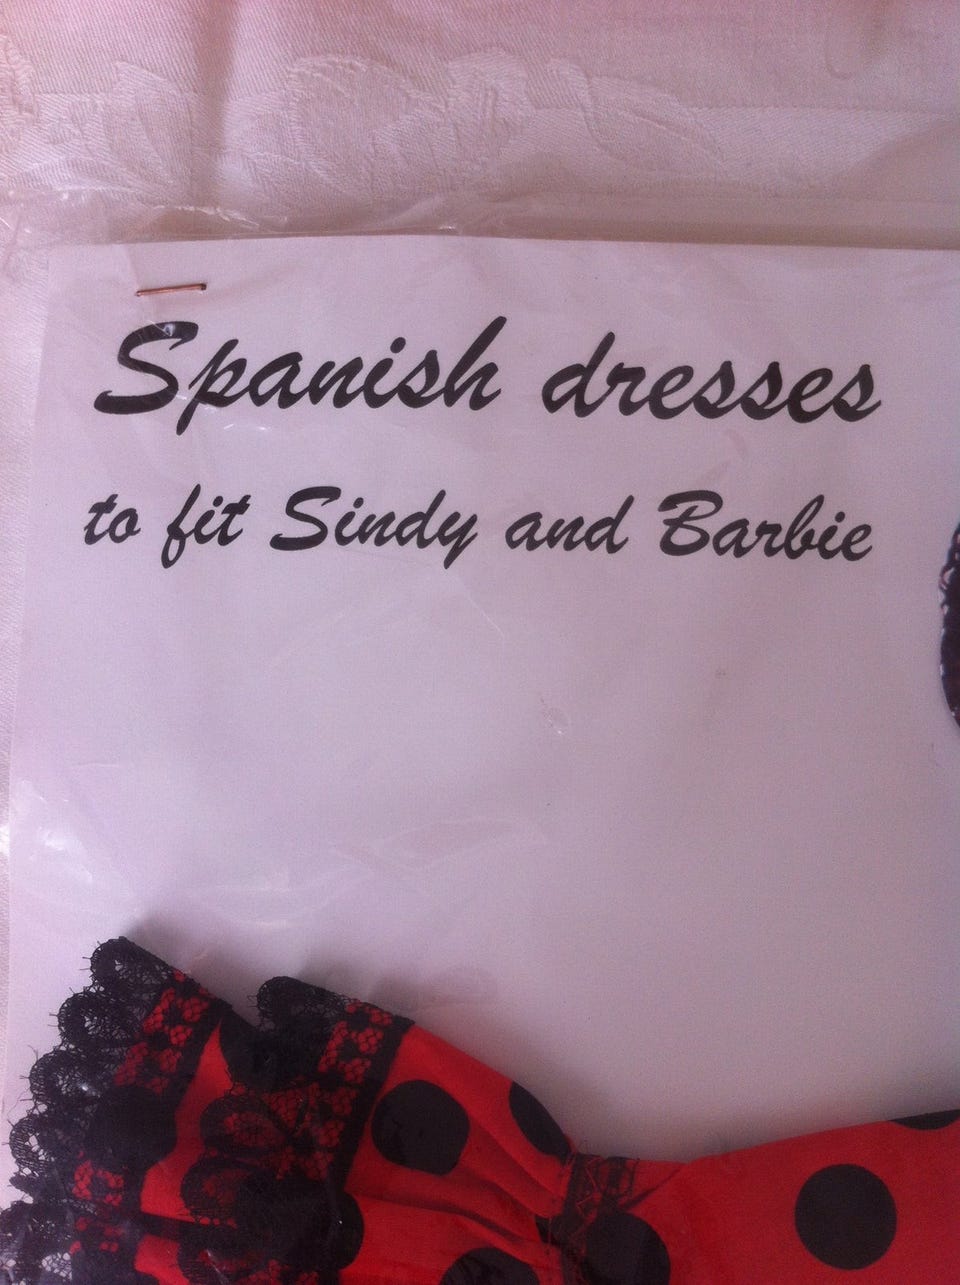 Spanish dresses
to fit Sindy and Barbie